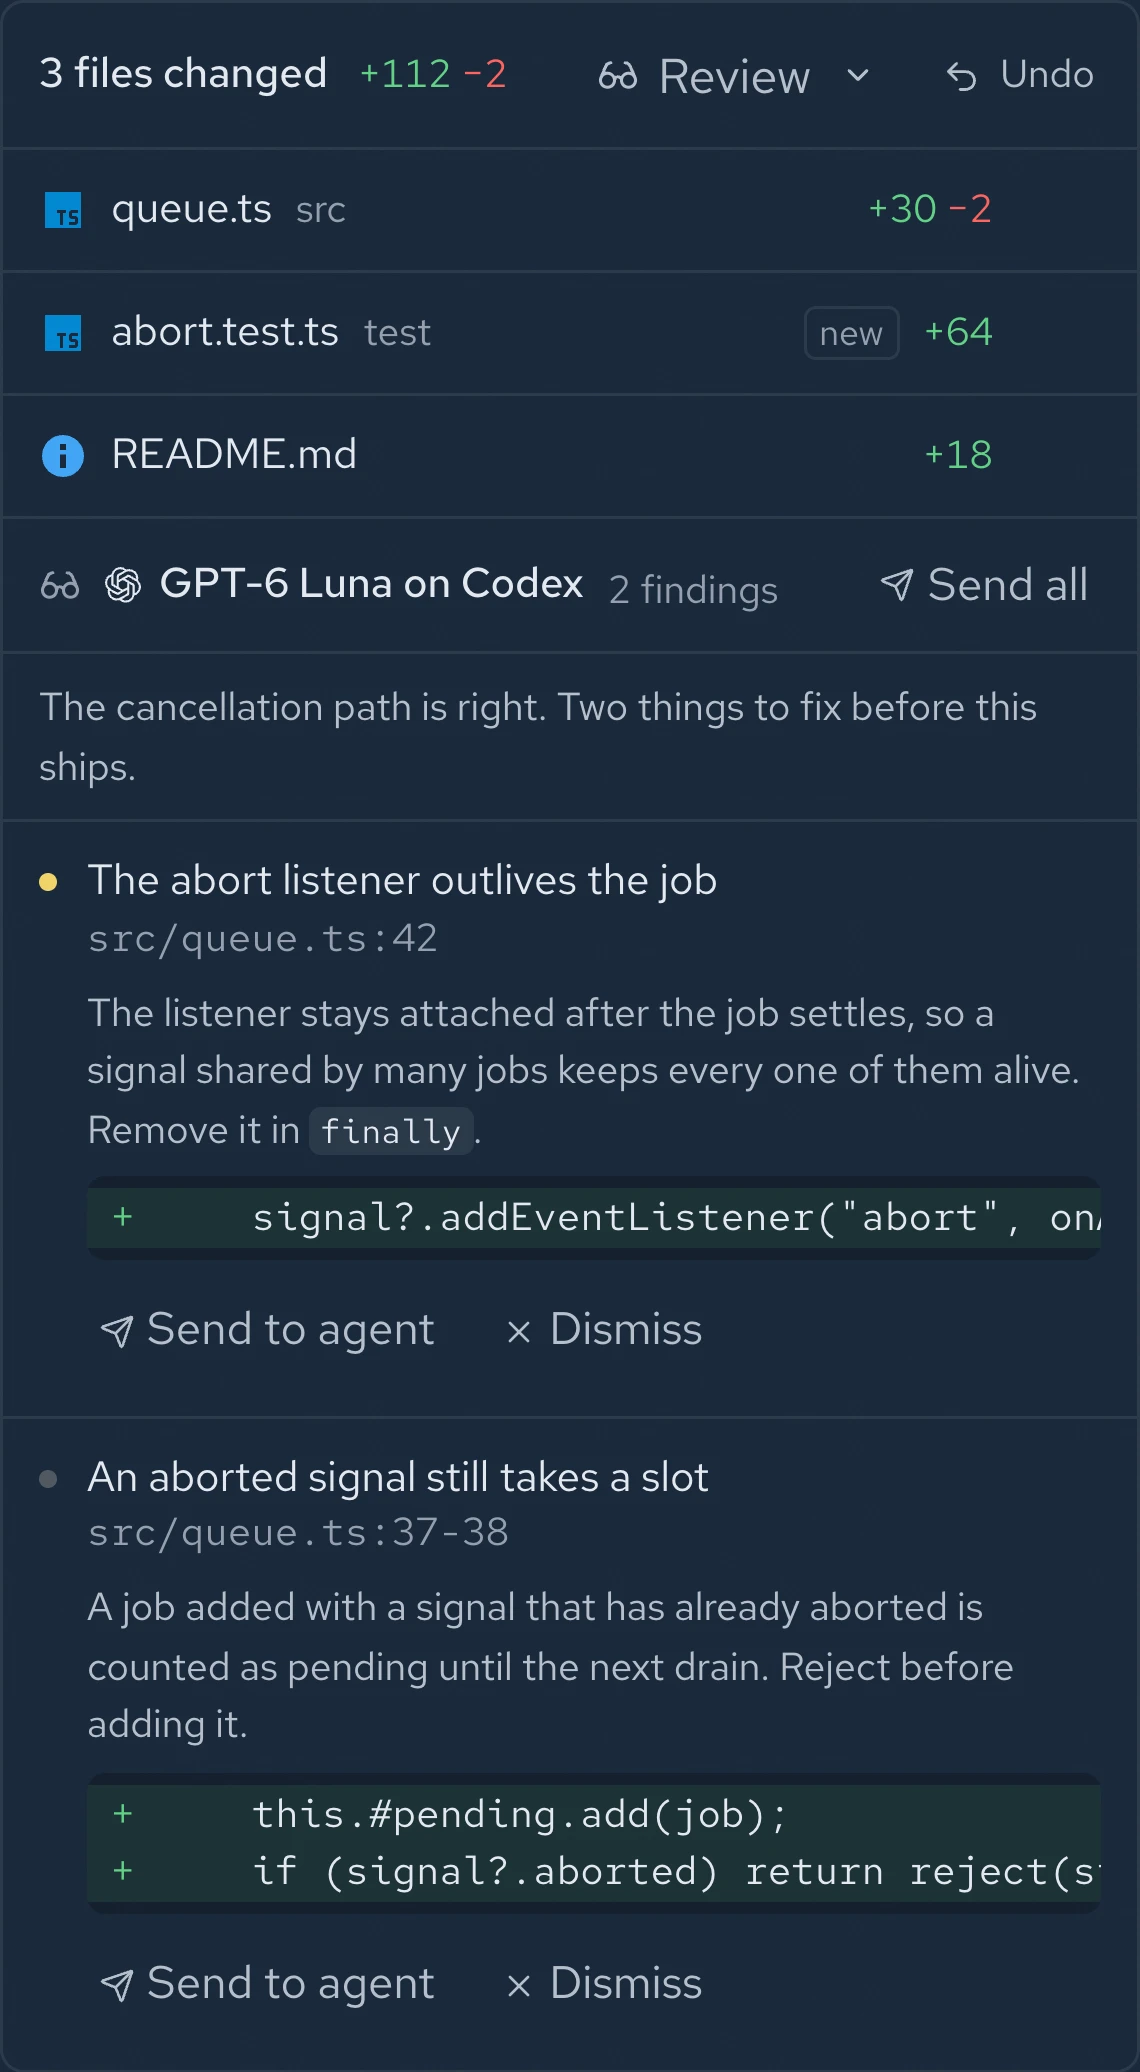 3 files changed +112 −2 Review Undo
TS queue.ts src +30 −2
TS abort.test.ts test new +64
README.md +18
GPT-6 Luna on Codex 2 findings Send all
The cancellation path is right. Two things to fix before this
ships.
The abort listener outlives the job
src/queue.ts:42
The listener stays attached after the job settles, so a
signal shared by many jobs keeps every one of them alive.
Remove it in finally.
+ signal?.addEventListener("abort", on
Send to agent × Dismiss
An aborted signal still takes a slot
src/queue.ts:37-38
A job added with a signal that has already aborted is
counted as pending until the next drain. Reject before
adding it.
+ this.#pending.add(job);
+ if (signal?.aborted) return reject(s
Send to agent × Dismiss